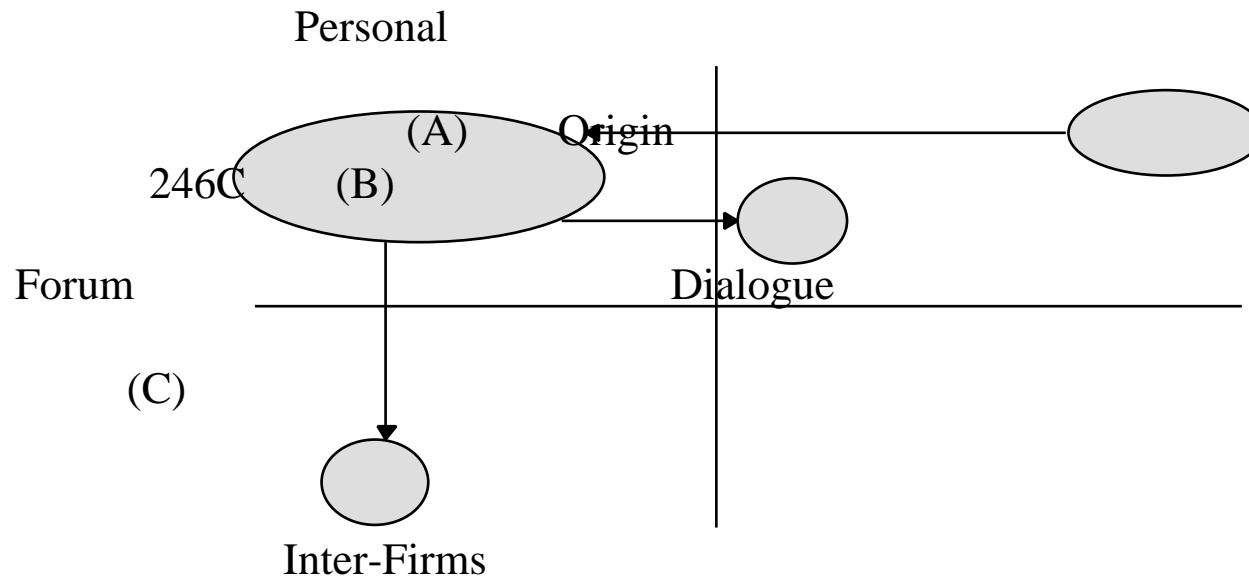 Personal
(A) Origin
246C (B)
Forum Dialogue
(C)
Inter-Firms